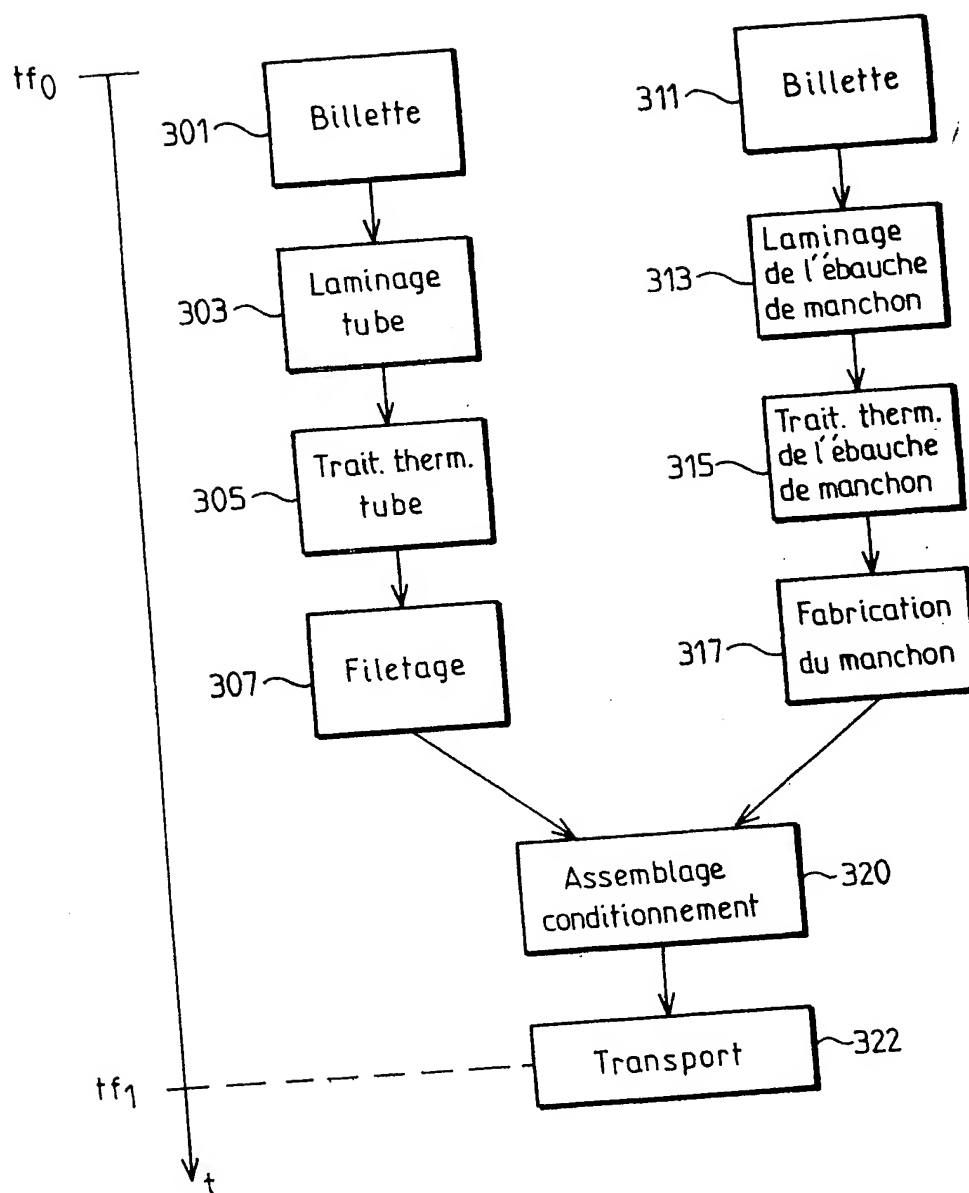 tf0
301
Billette
311
Billette
303
Laminage
tube
313
Laminage
de l'ébauche
de manchon
305
Trait. therm.
tube
315
Trait. therm.
de l'ébauche
de manchon
307
Filetage
317
Fabrication
du manchon
Assemblage
conditionnement
320
Transport
322
tf1
t